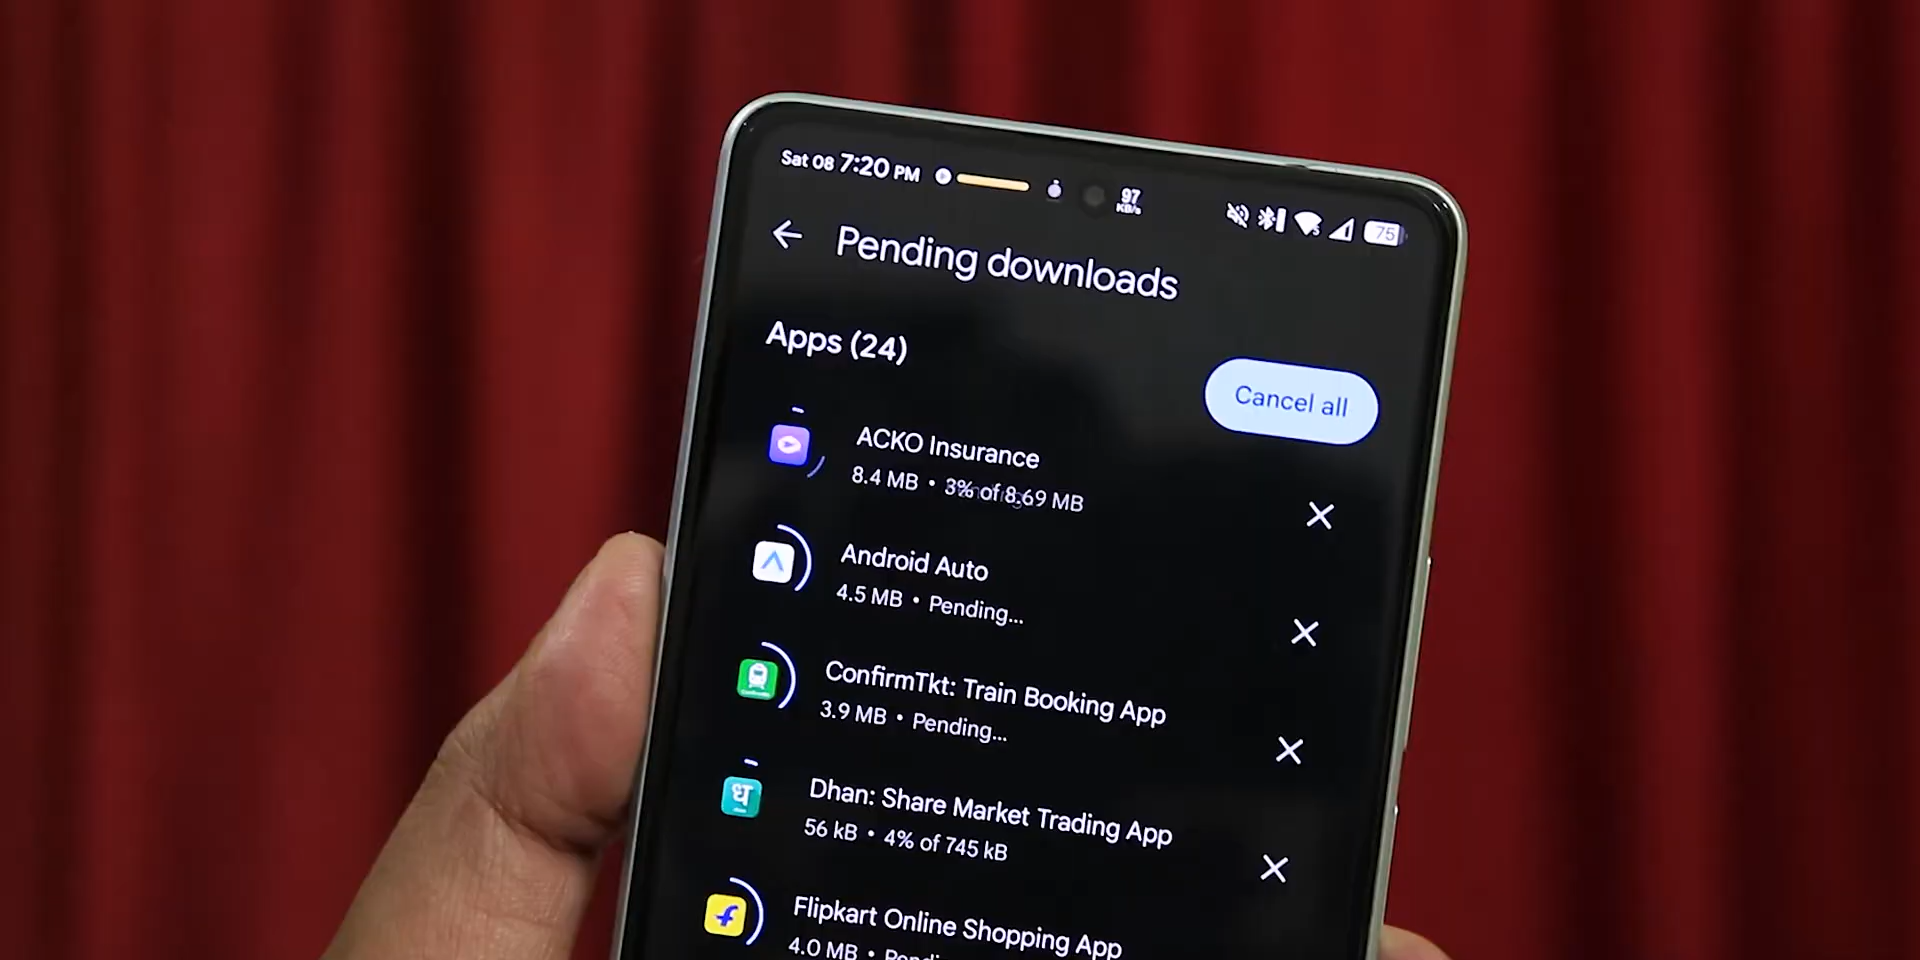 Sat 08 7:20 PM 97 KB/s 75
Pending downloads
Apps (24)
Cancel all
ACKO Insurance
8.4 MB • 3% of 8.69 MB
Android Auto
4.5 MB • Pending...
ConfirmTkt: Train Booking App
3.9 MB • Pending...
ध
Dhan: Share Market Trading App
56 kB • 4% of 745 kB
Flipkart Online Shopping App
4.0 MB •